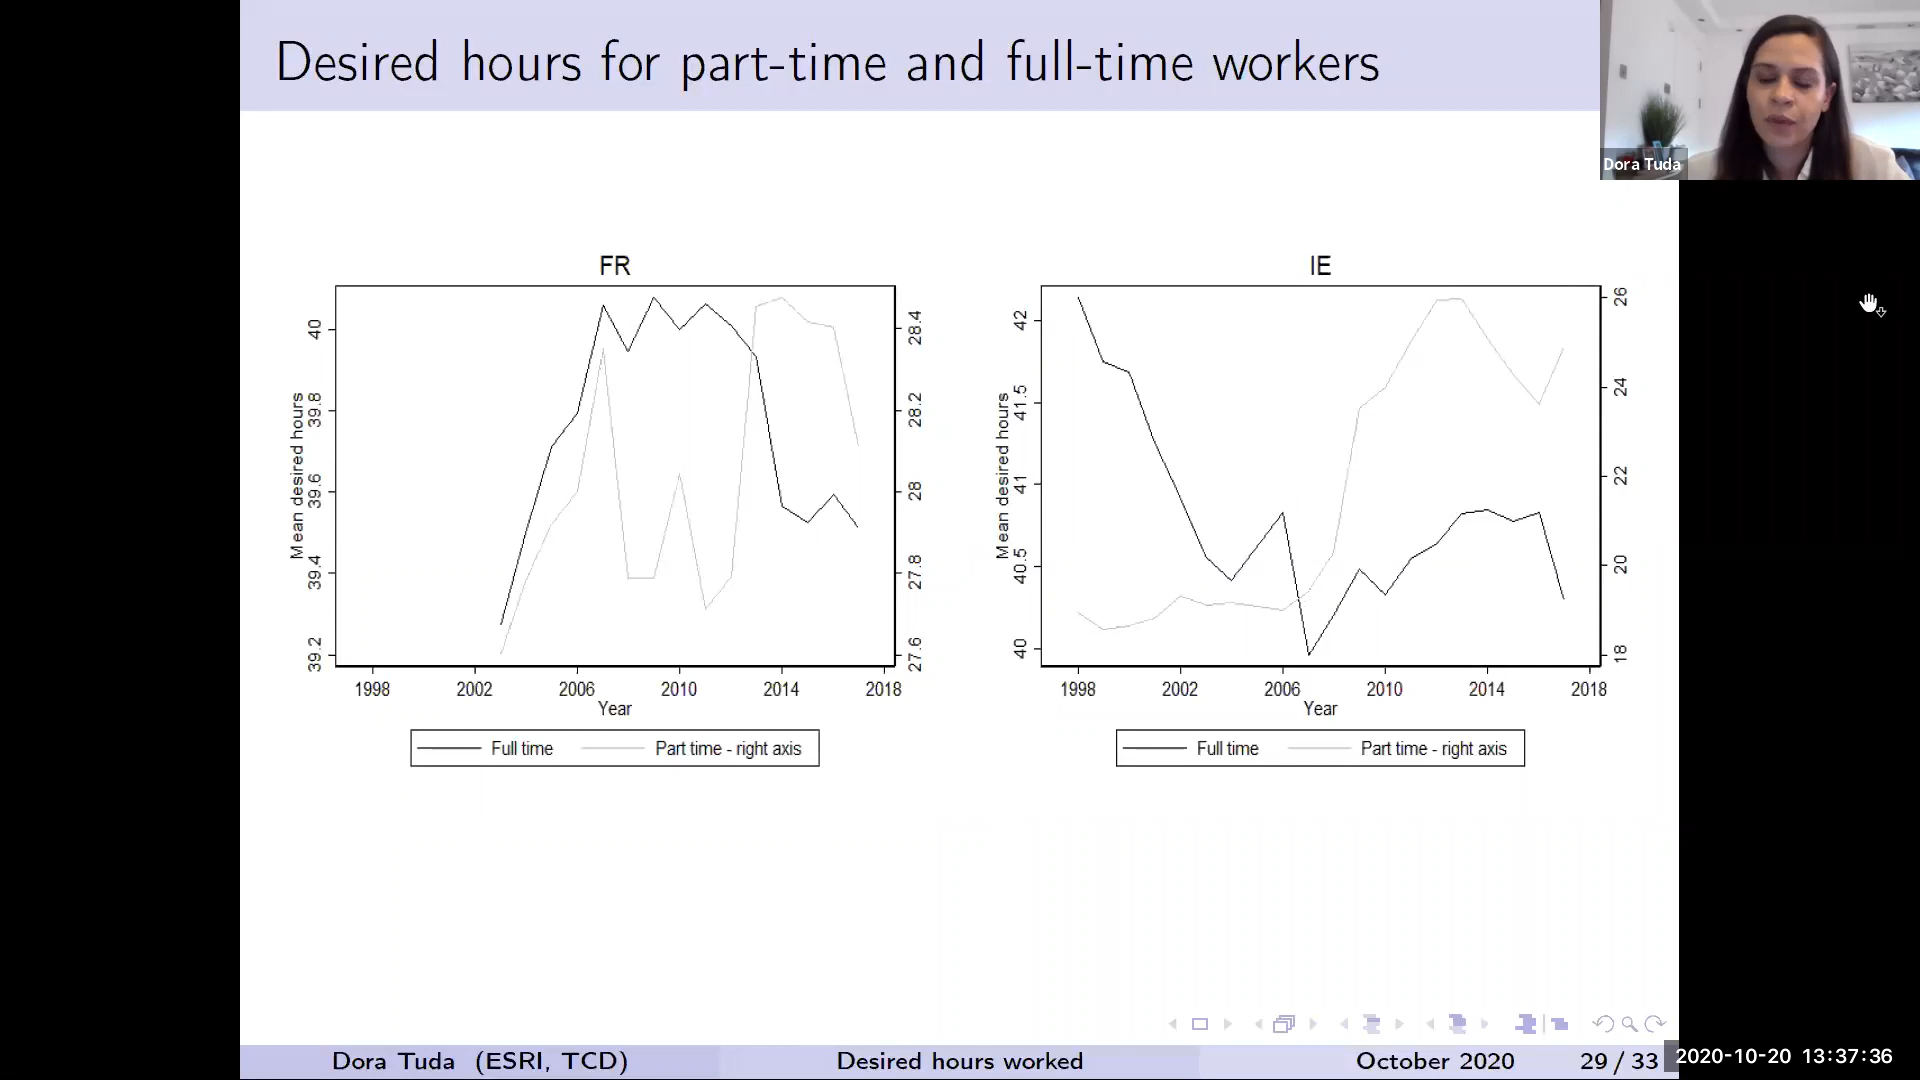 Desired hours for part-time and full-time workers
Dora Tuda
FR
Mean desired hours
39.2 39.4 39.6 39.8 40
27.6 27.8 28 28.2 28.4
1998 2002 2006 2010 2014 2018
Year
Full time Part time - right axis
IE
Mean desired hours
40 40.5 41 41.5 42
18 20 22 24 26
1998 2002 2006 2010 2014 2018
Year
Full time Part time - right axis
Dora Tuda (ESRI, TCD) Desired hours worked October 2020 29 / 33
2020-10-20 13:37:36